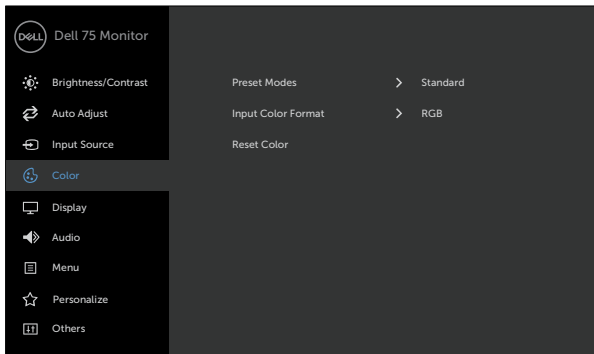 DELL Dell 75 Monitor
Brightness/Contrast
Preset Modes > Standard
Auto Adjust
Input Color Format > RGB
Input Source
Reset Color
Color
Display
Audio
Menu
Personalize
Others